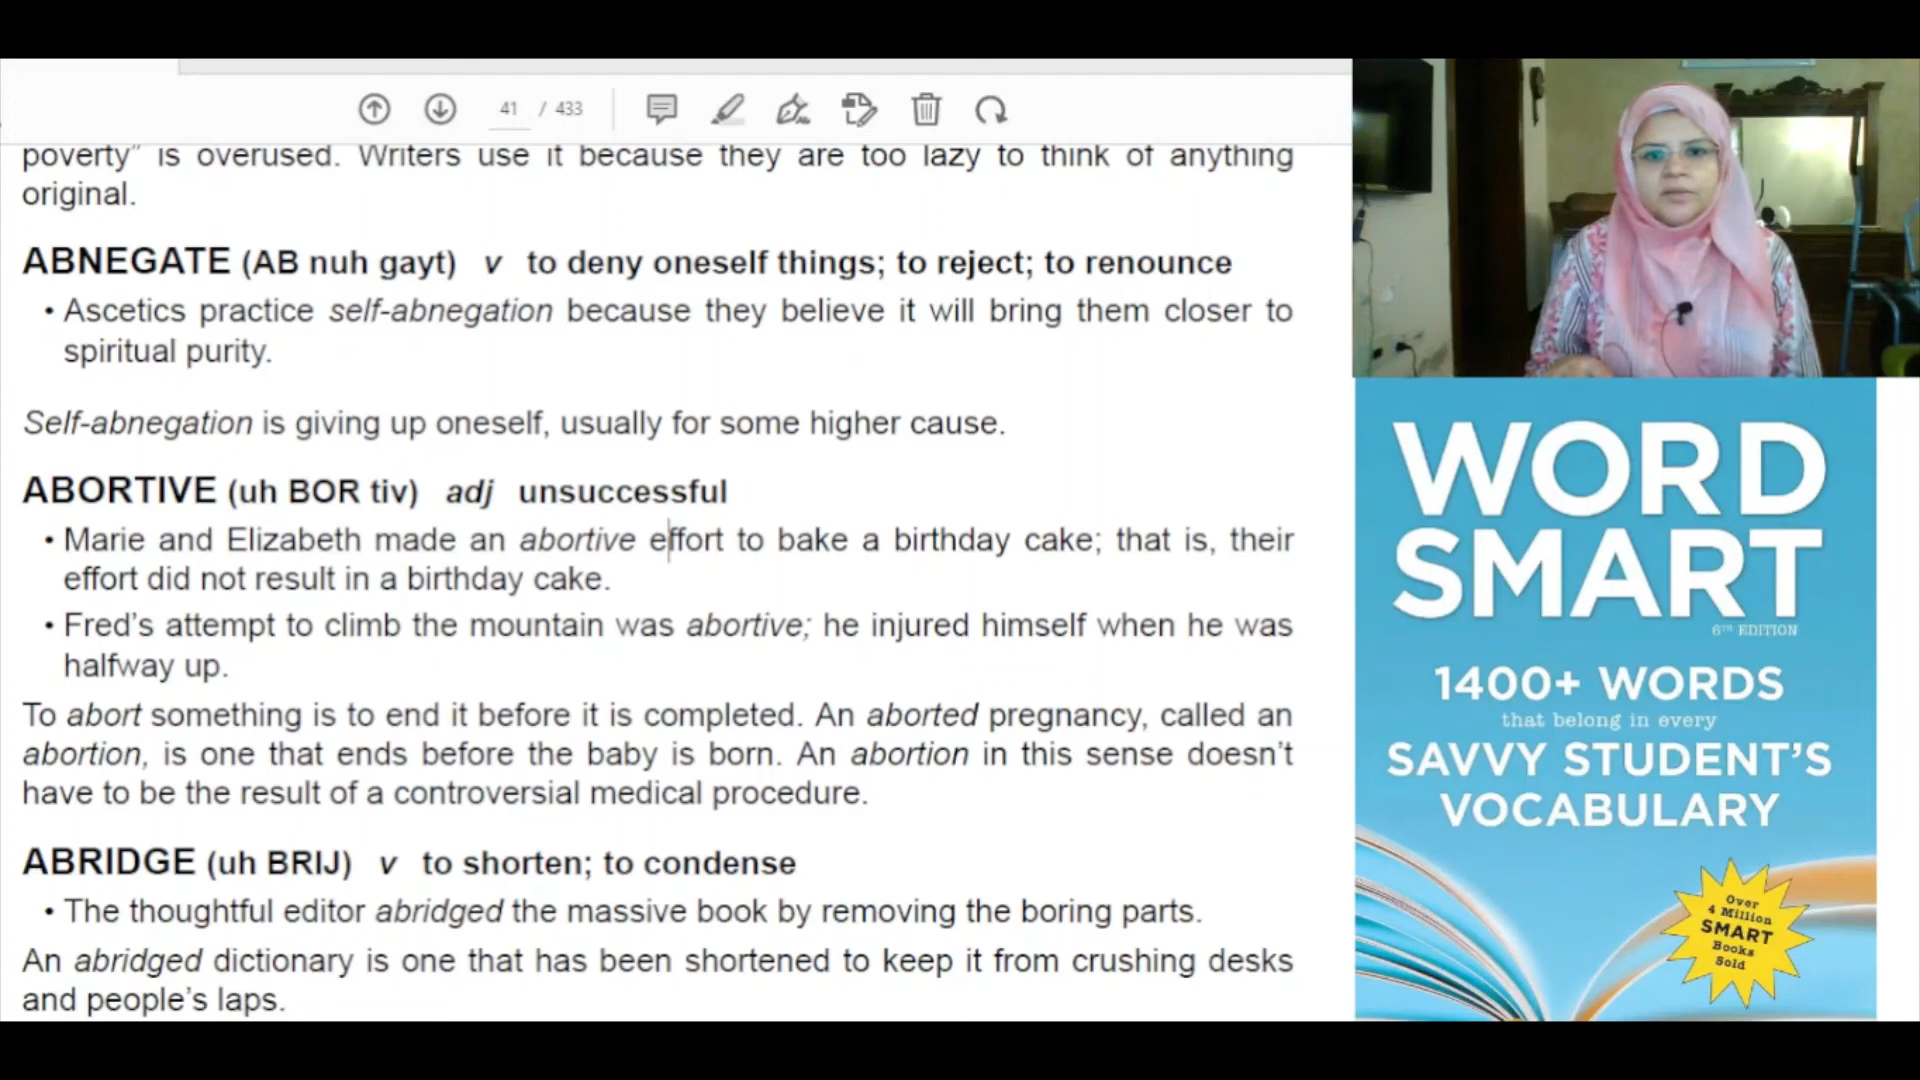 41 / 433
poverty” is overused. Writers use it because they are too lazy to think of anything
original.
ABNEGATE (AB nuh gayt) v to deny oneself things; to reject; to renounce
• Ascetics practice self-abnegation because they believe it will bring them closer to
spiritual purity.
Self-abnegation is giving up oneself, usually for some higher cause.
ABORTIVE (uh BOR tiv) adj unsuccessful
• Marie and Elizabeth made an abortive effort to bake a birthday cake; that is, their
effort did not result in a birthday cake.
• Fred’s attempt to climb the mountain was abortive; he injured himself when he was
halfway up.
To abort something is to end it before it is completed. An aborted pregnancy, called an
abortion, is one that ends before the baby is born. An abortion in this sense doesn’t
have to be the result of a controversial medical procedure.
ABRIDGE (uh BRIJ) v to shorten; to condense
• The thoughtful editor abridged the massive book by removing the boring parts.
An abridged dictionary is one that has been shortened to keep it from crushing desks
and people’s laps.
WORD
SMART
6TH EDITION
1400+ WORDS
that belong in every
SAVVY STUDENT’S
VOCABULARY
Over
4 Million
SMART
Books
Sold